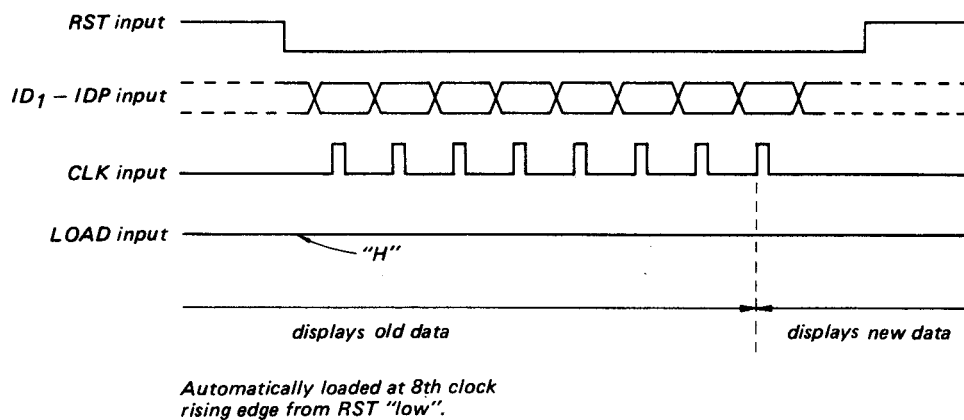 RST input
ID1 – IDP input
CLK input
LOAD input
"H"
displays old data
displays new data
Automatically loaded at 8th clock
rising edge from RST "low".